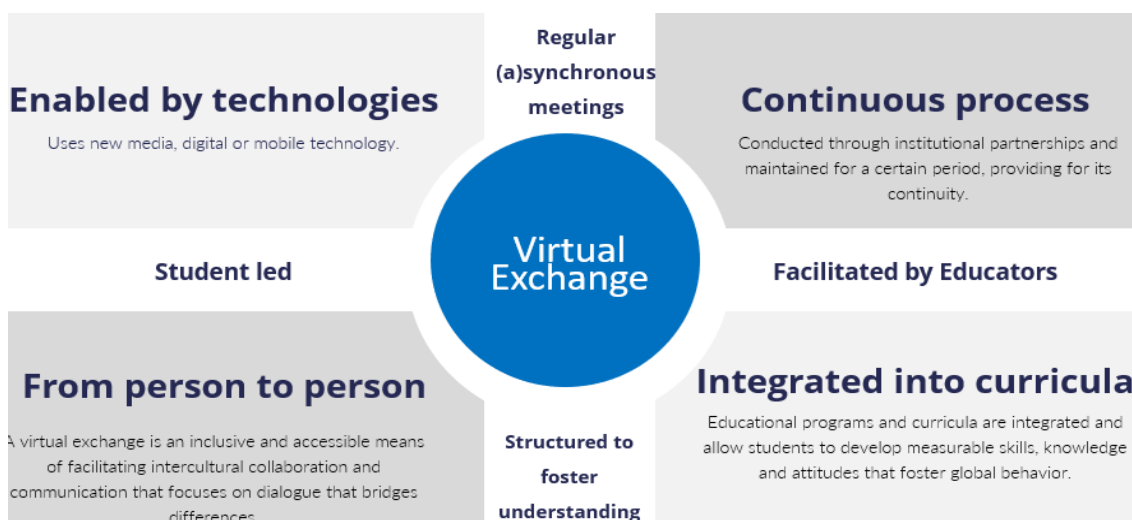 Regular
(a)synchronous
meetings
Enabled by technologies
Uses new media, digital or mobile technology.
Continuous process
Conducted through institutional partnerships and
maintained for a certain period, providing for its
continuity.
Virtual
Exchange
Student led
Facilitated by Educators
From person to person
A virtual exchange is an inclusive and accessible means
of facilitating intercultural collaboration and
communication that focuses on dialogue that bridges
differences
Integrated into curricula
Educational programs and curricula are integrated and
allow students to develop measurable skills, knowledge
and attitudes that foster global behavior.
Structured to
foster
understanding